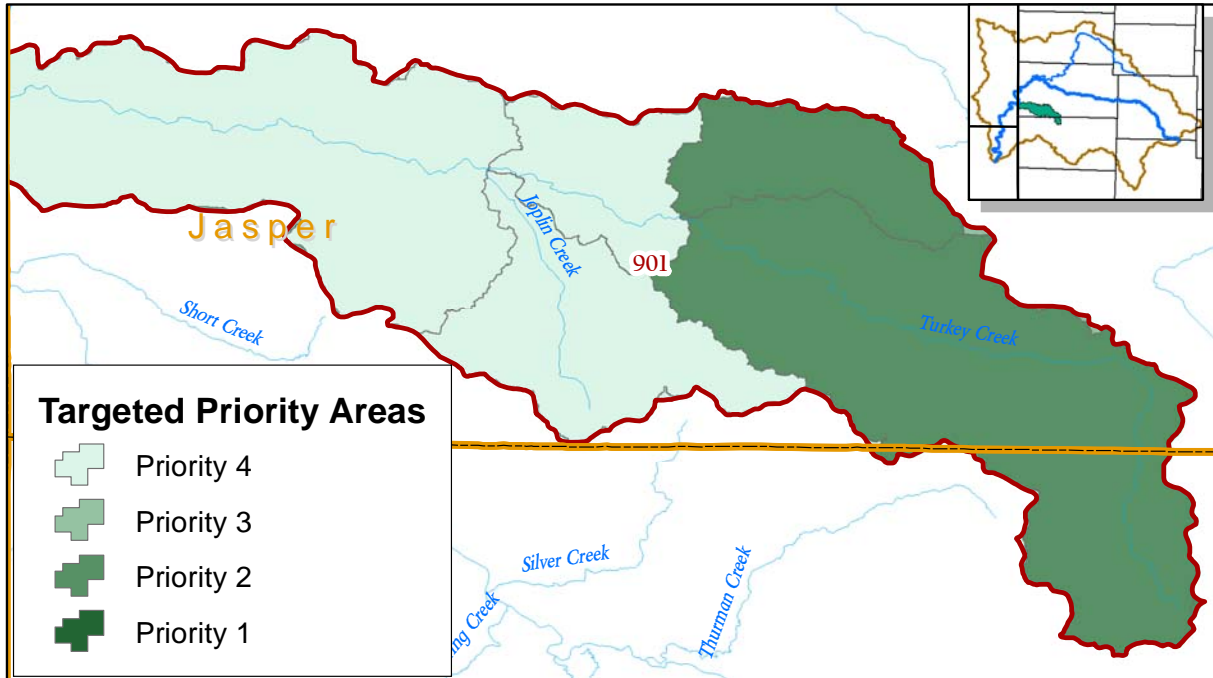 Jasper
Joplin Creek
901
Short Creek
Turkey Creek
Targeted Priority Areas
Priority 4
Priority 3
Priority 2
Priority 1
Silver Creek
Thurman Creek
Creek